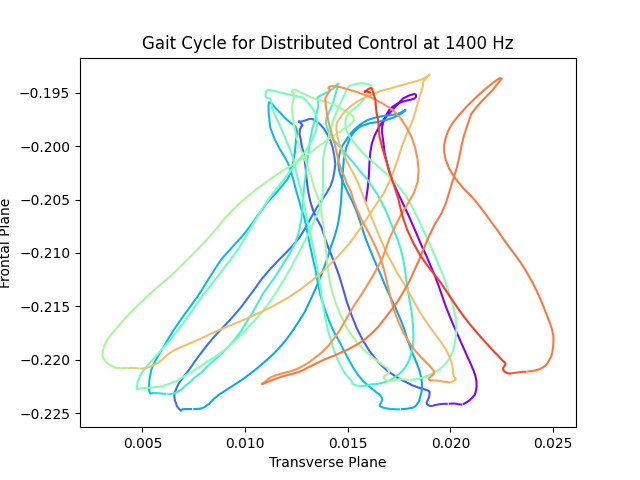 Gait Cycle for Distributed Control at 1400 Hz
−0.195
−0.200
−0.205
−0.210
−0.215
−0.220
−0.225
Frontal Plane
0.005 0.010 0.015 0.020 0.025
Transverse Plane